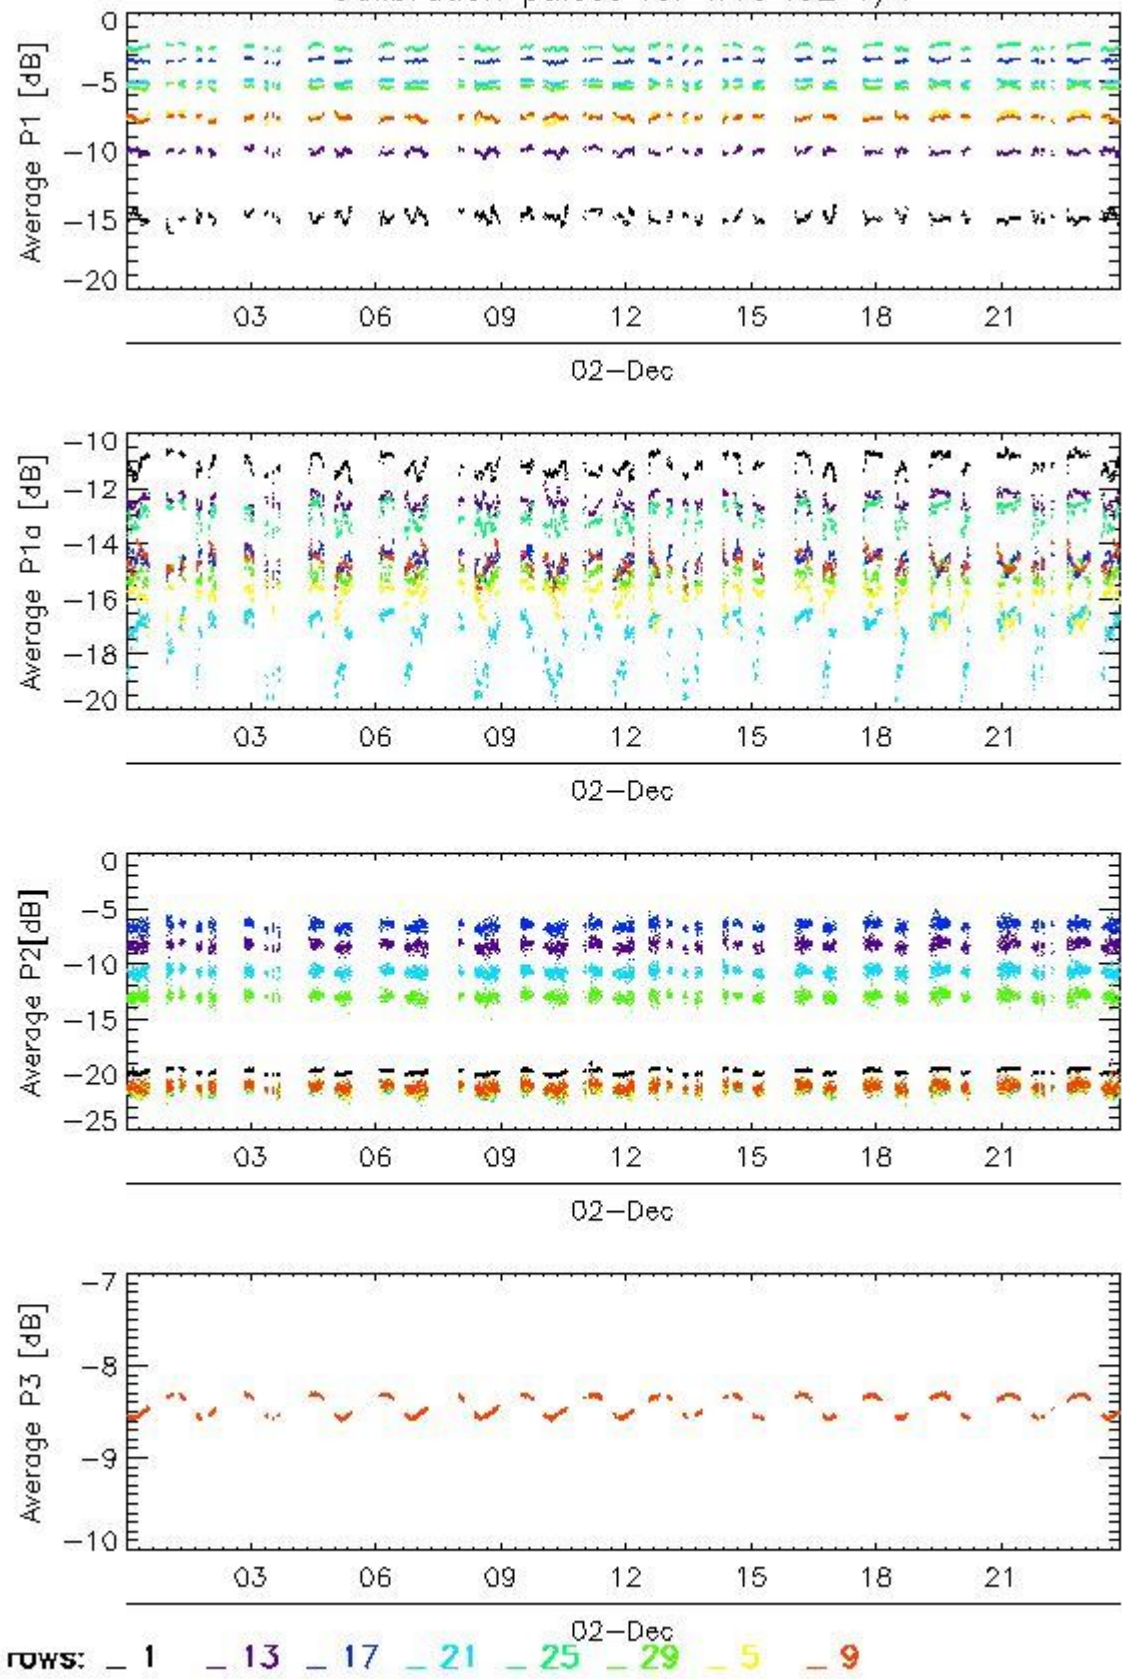 0
−5
−10
−15
−20
Average P1 [dB]
03 06 09 12 15 18 21
02−Dec
−10
−12
−14
−16
−18
−20
Average P1a [dB]
03 06 09 12 15 18 21
02−Dec
0
−5
−10
−15
−20
−25
Average P2[dB]
03 06 09 12 15 18 21
02−Dec
−7
−8
−9
−10
Average P3 [dB]
03 06 09 12 15 18 21
02−Dec
rows: _ 1 _ 13 _ 17 _ 21 _ 25 _ 29 _ 5 _ 9